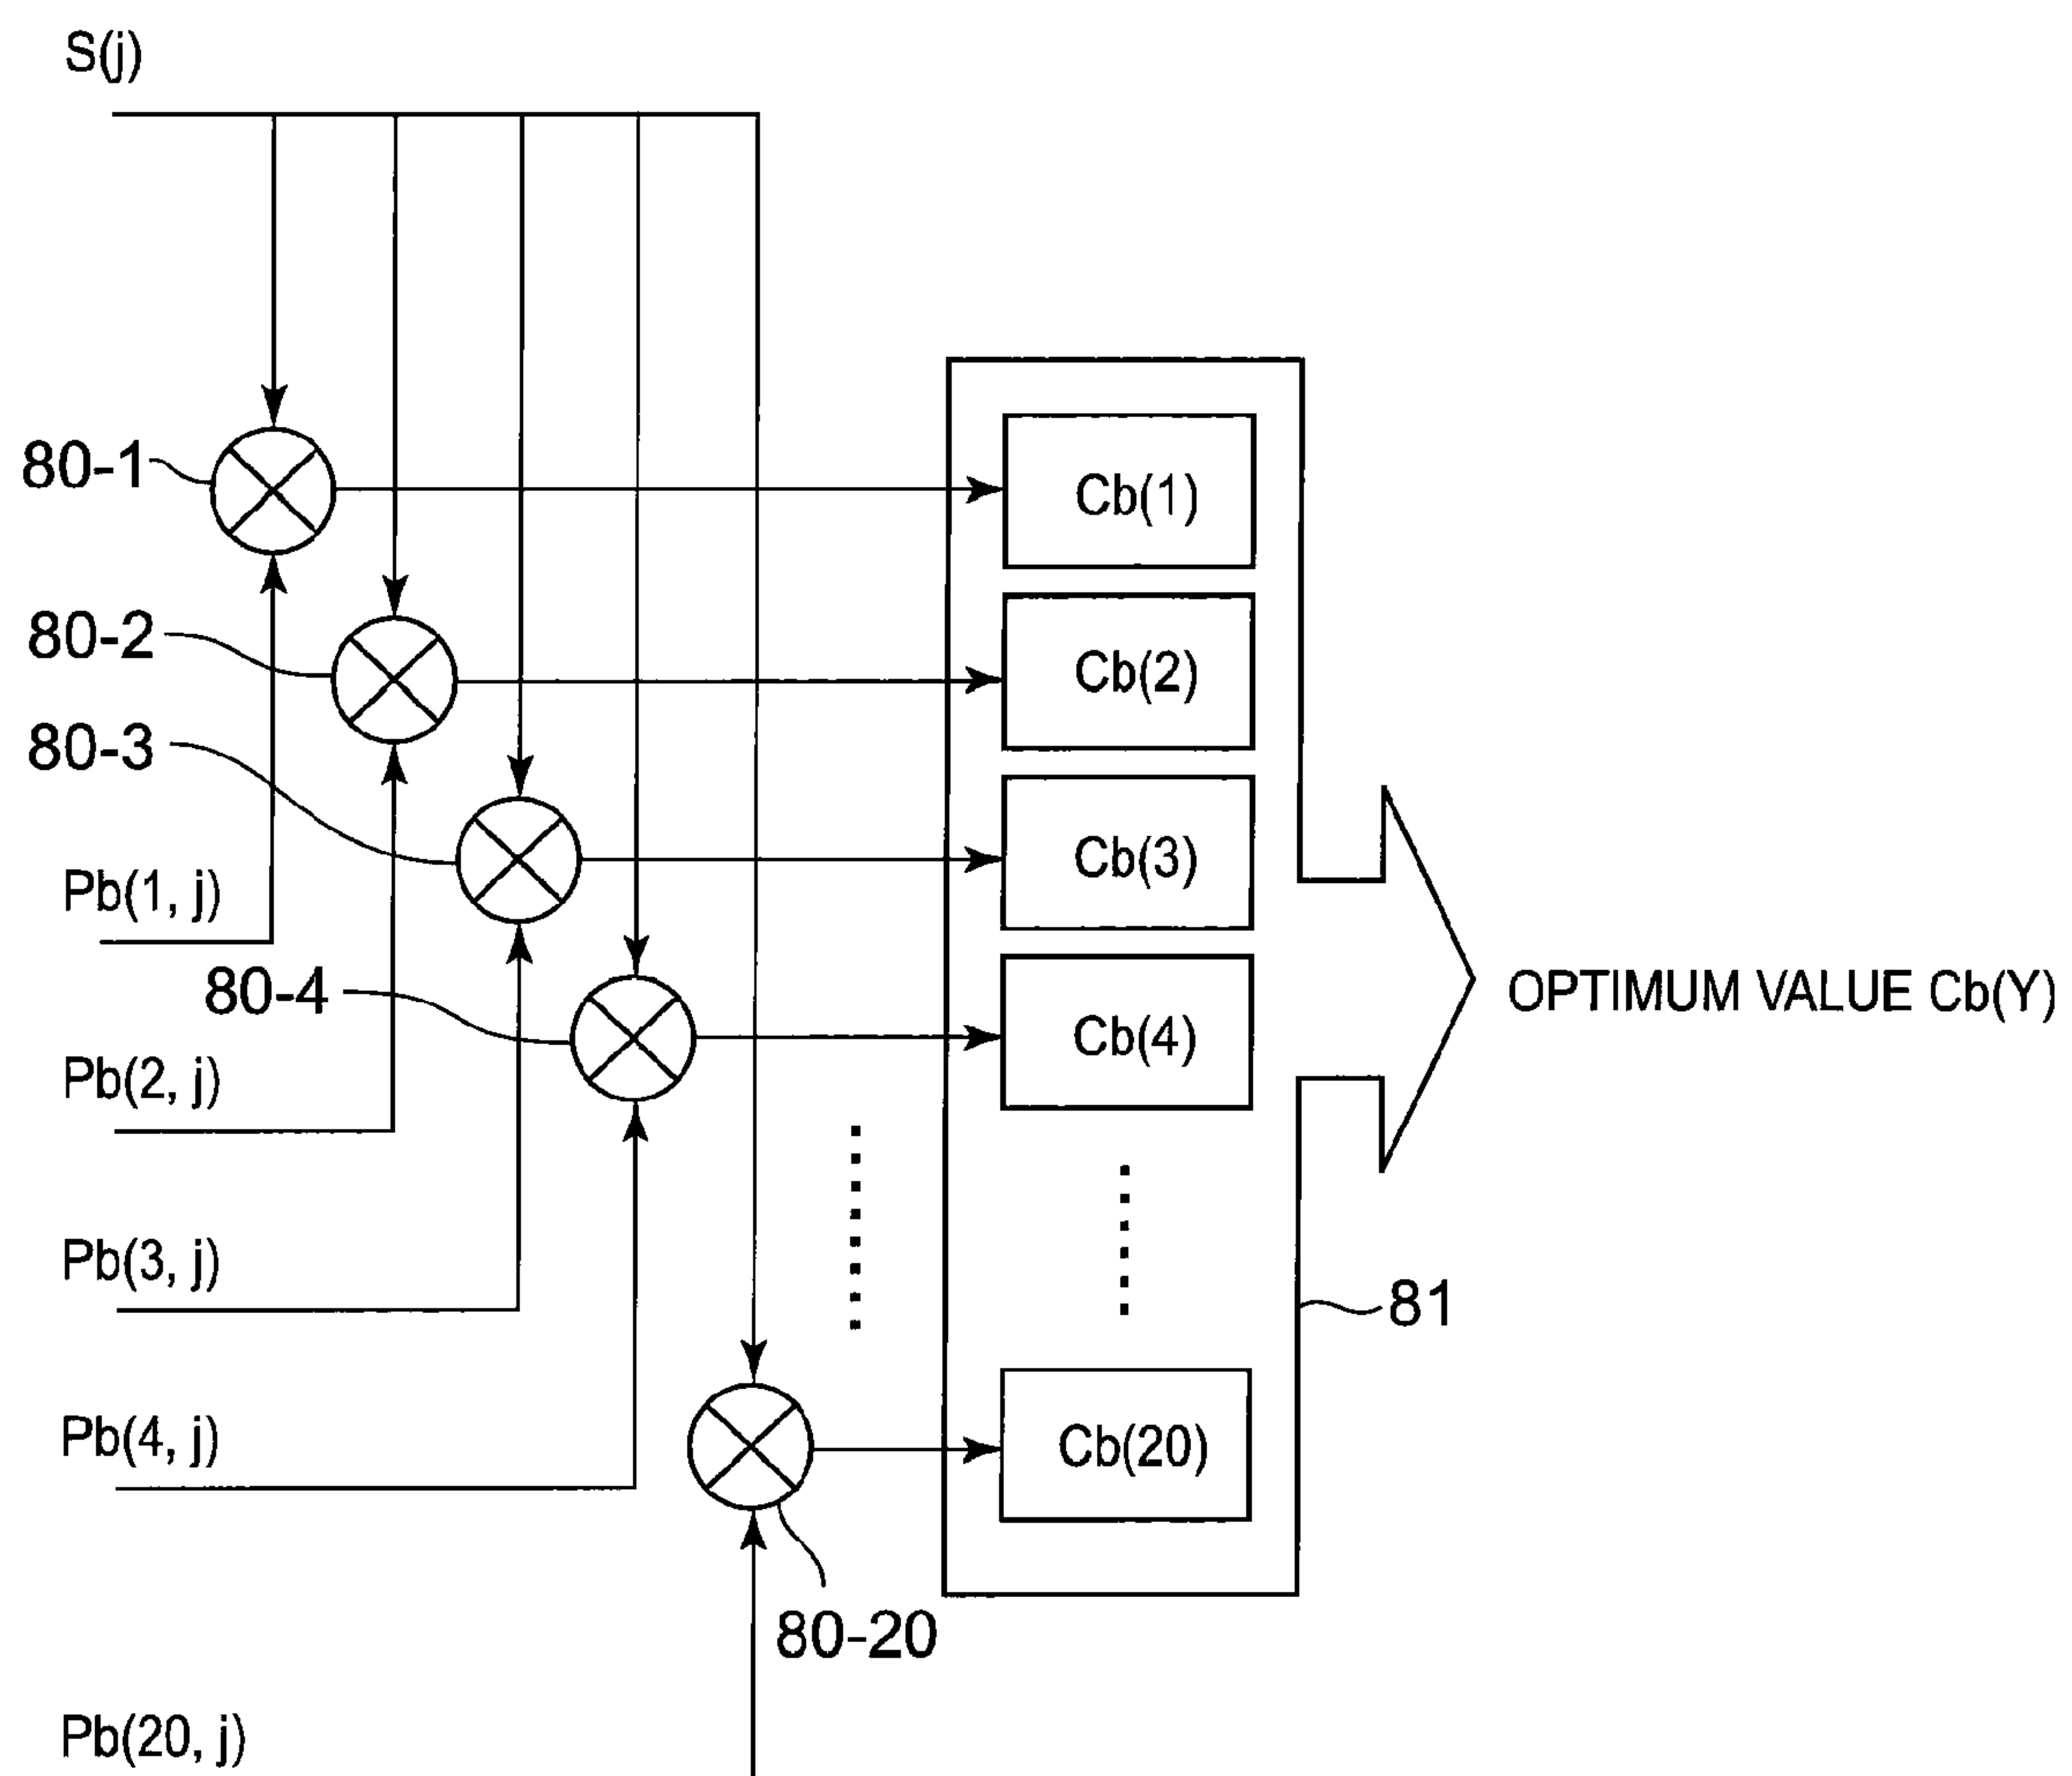 S(j)
80-1
Cb(1)
80-2
Cb(2)
80-3
Cb(3)
Pb(1, j)
80-4
OPTIMUM VALUE Cb(Y)
Cb(4)
Pb(2, j)
Pb(3, j)
81
Pb(4, j)
Cb(20)
80-20
Pb(20, j)